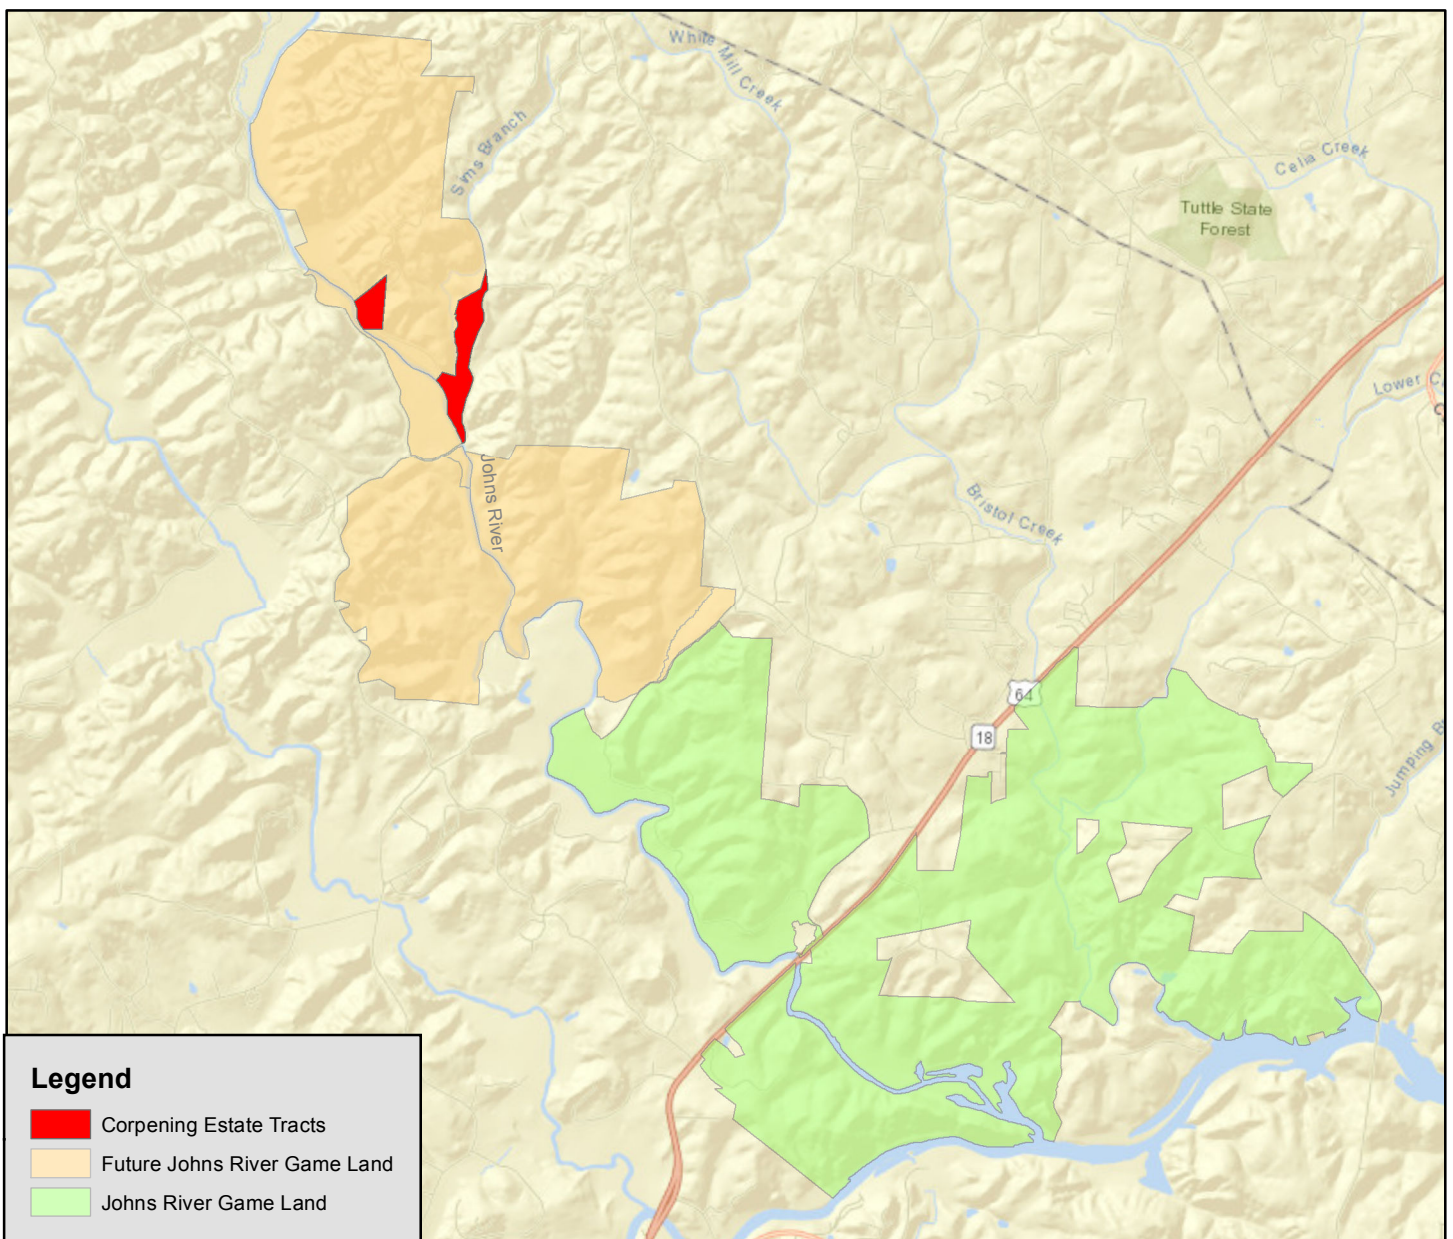 White Mill Creek
Sims Branch
Celia Creek
Tuttle State
Forest
Lower C
C
Johns River
Bristol Creek
64
18
Jumping B
Legend
Corpening Estate Tracts
Future Johns River Game Land
Johns River Game Land